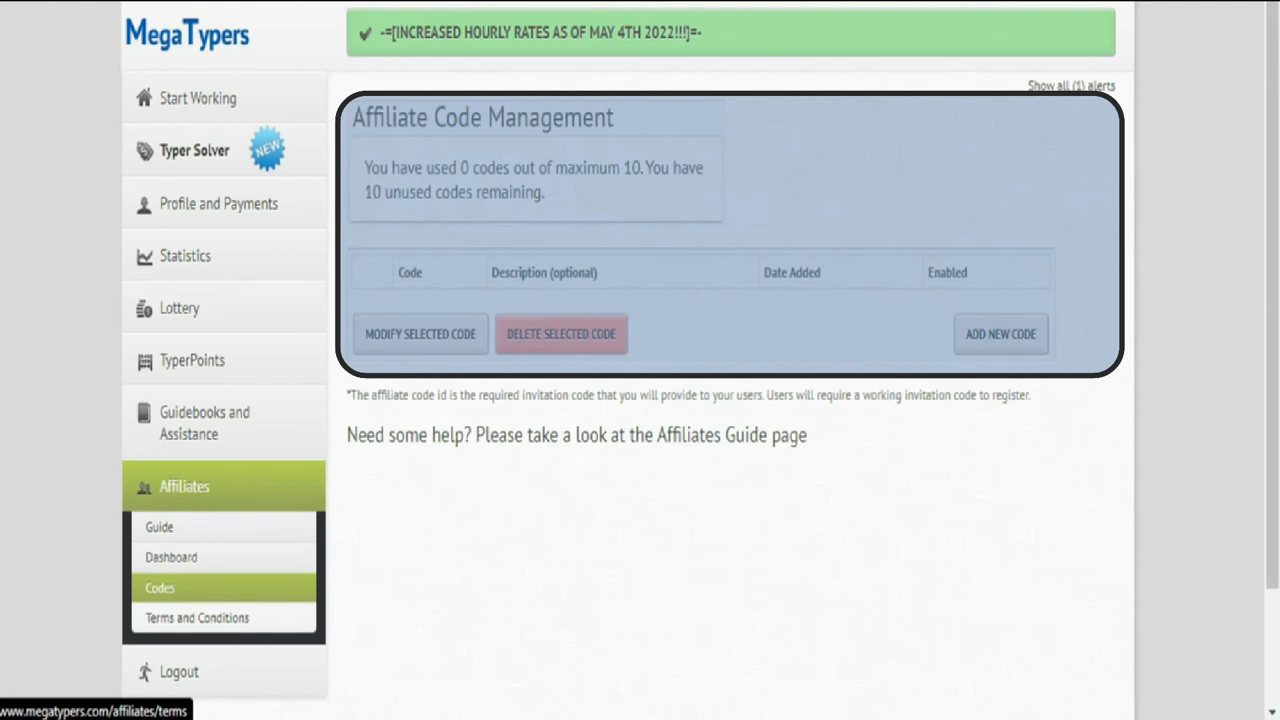 MegaTypers
-=[INCREASED HOURLY RATES AS OF MAY 4TH 2022!!!]=-
Show all (1) alerts
Start Working
Typer Solver
NEW
Profile and Payments
Statistics
Lottery
TyperPoints
Guidebooks and
Assistance
Affiliates
Guide
Dashboard
Codes
Terms and Conditions
Logout
Affiliate Code Management
You have used 0 codes out of maximum 10. You have
10 unused codes remaining.
Code Description (optional) Date Added Enabled
MODIFY SELECTED CODE DELETE SELECTED CODE ADD NEW CODE
*The affiliate code id is the required invitation code that you will provide to your users. Users will require a working invitation code to register.
Need some help? Please take a look at the Affiliates Guide page
www.megatypers.com/affiliates/terms